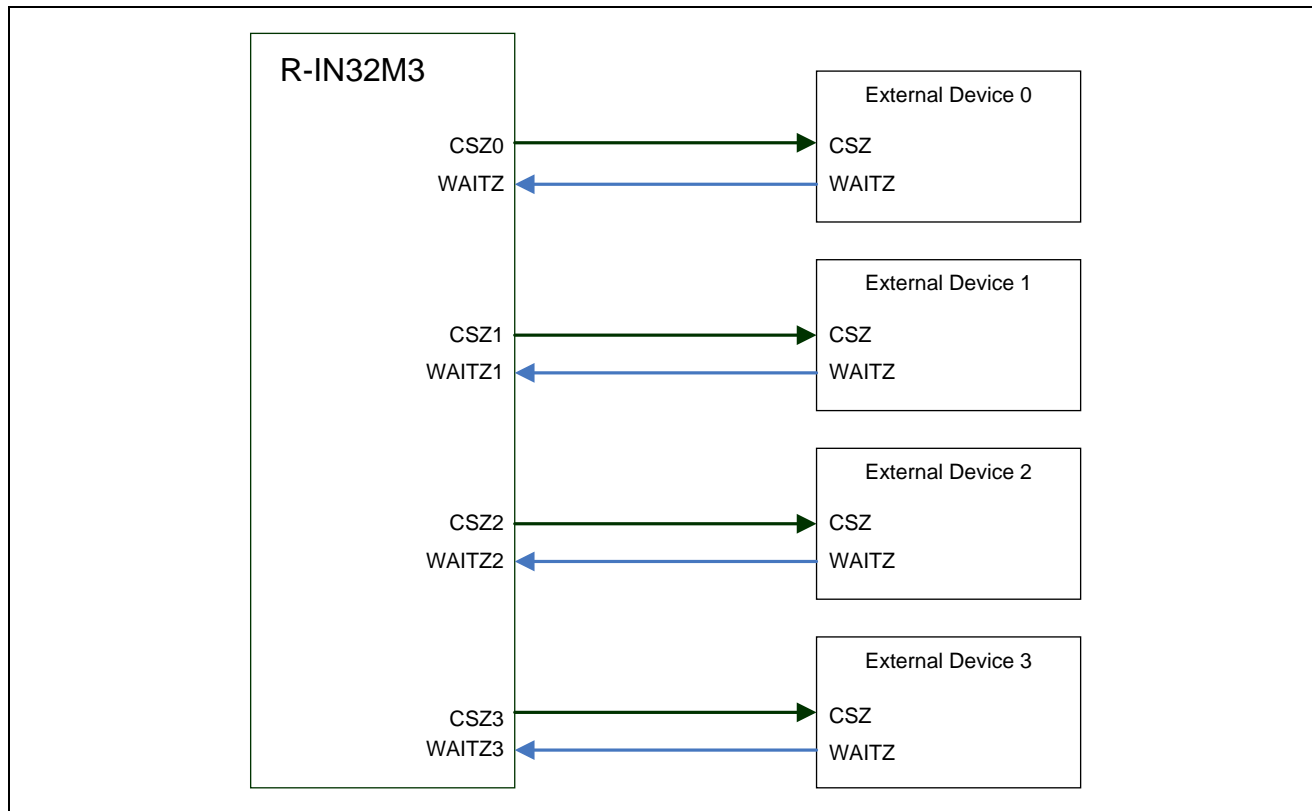 R-IN32M3
External Device 0
CSZ0
CSZ
WAITZ
WAITZ
External Device 1
CSZ1
CSZ
WAITZ1
WAITZ
External Device 2
CSZ2
CSZ
WAITZ2
WAITZ
External Device 3
CSZ3
CSZ
WAITZ3
WAITZ